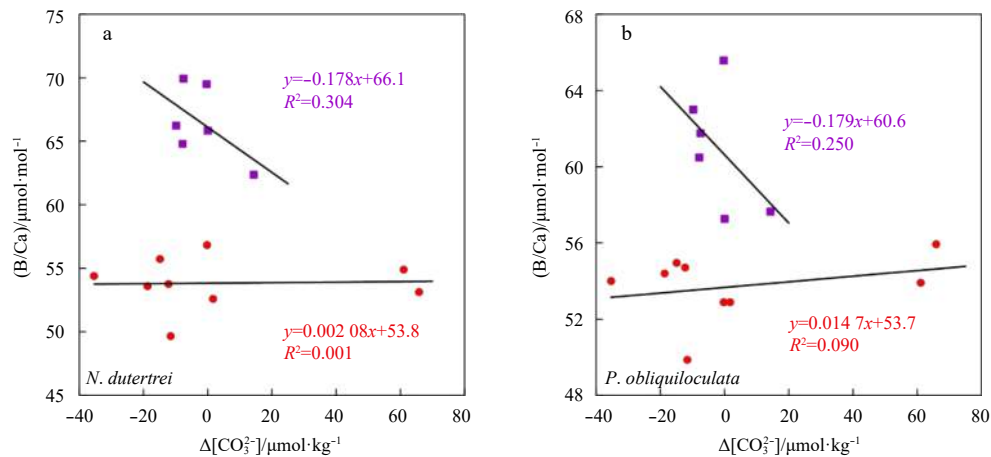 a
75
70
65
60
55
50
45
(B/Ca)/μmol·mol⁻¹
y=−0.178x+66.1
R²=0.304
y=0.002 08x+53.8
R²=0.001
N. dutertrei
−40 −20 0 20 40 60 80
Δ[CO₃²⁻]/μmol·kg⁻¹
b
68
64
60
56
52
48
(B/Ca)/μmol·mol⁻¹
y=−0.179x+60.6
R²=0.250
y=0.014 7x+53.7
R²=0.090
P. obliquiloculata
−40 −20 0 20 40 60 80
Δ[CO₃²⁻]/μmol·kg⁻¹